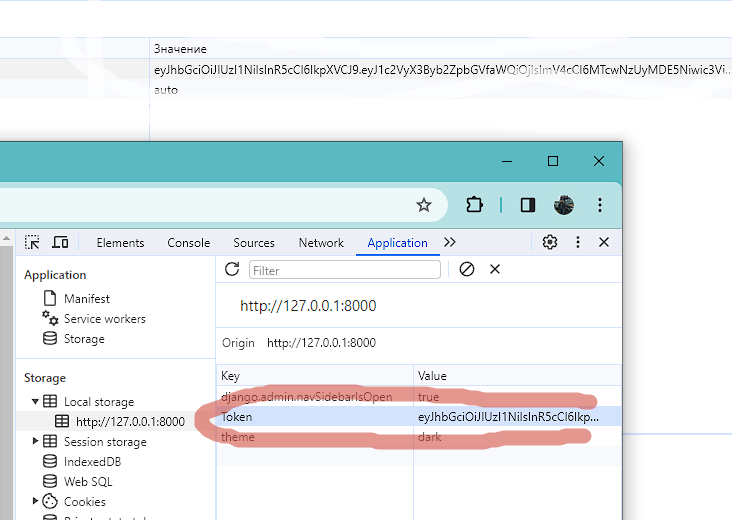 Значение
eyJhbGciOiJIUzI1NiIsInR5cCI6IkpXVCJ9.eyJ1c2VyX3Byb2ZpbGVfaWQiOjIsImV4cCI6MTcwNzUyMDE5Niwic3Vi...
auto
Elements Console Sources Network Application
Application
Filter
Manifest
http://127.0.0.1:8000
Service workers
Storage
Origin http://127.0.0.1:8000
Storage
Key Value
Local storage
django.admin.navSidebarIsOpen true
http://127.0.0.1:8000
Token eyJhbGciOiJIUzI1NiIsInR5cCI6Ikp...
Session storage
theme dark
IndexedDB
Web SQL
Cookies